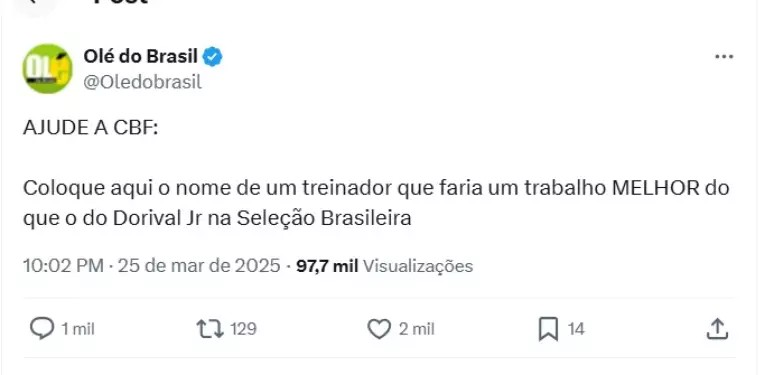 Post
Olé do Brasil
@Oledobrasil
AJUDE A CBF:
Coloque aqui o nome de um treinador que faria um trabalho MELHOR do
que o do Dorival Jr na Seleção Brasileira
10:02 PM · 25 de mar de 2025 · 97,7 mil Visualizações
1 mil 129 2 mil 14